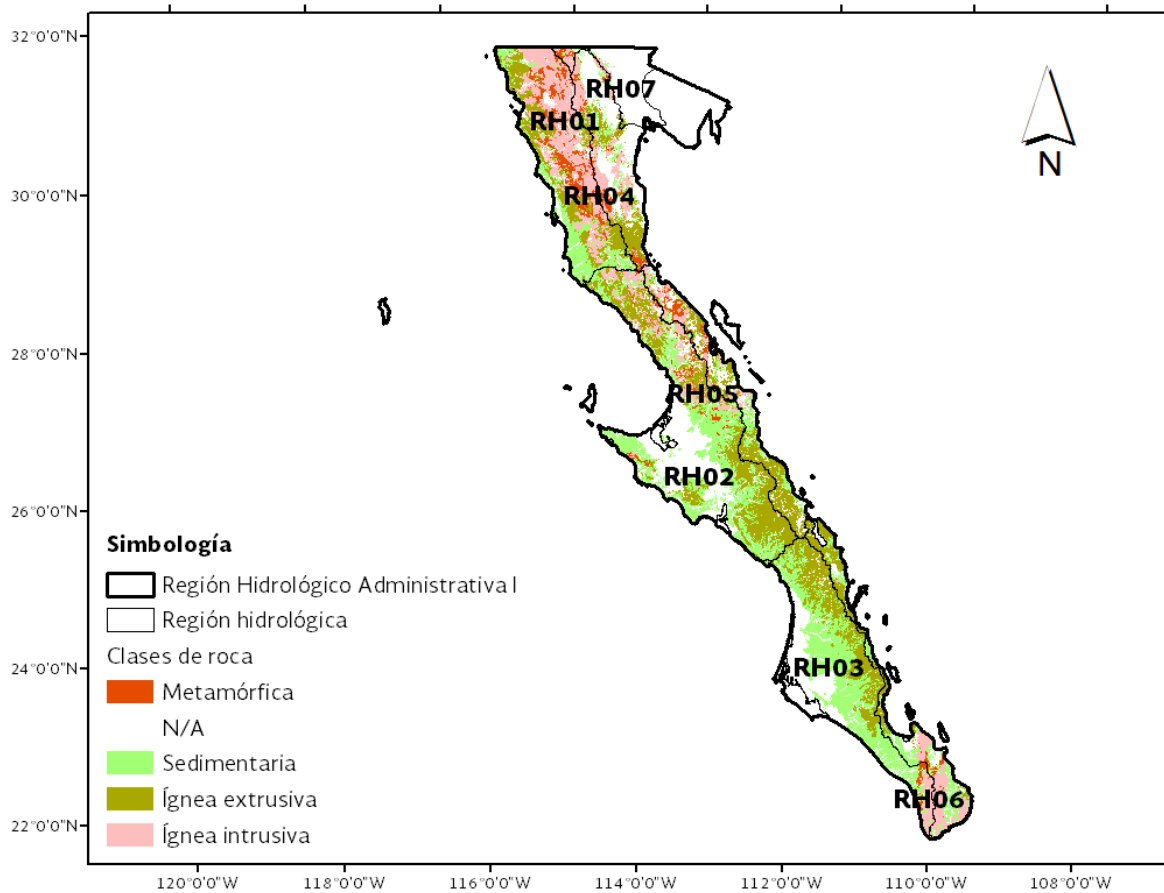 32°0'0"N
30°0'0"N
28°0'0"N
26°0'0"N
24°0'0"N
22°0'0"N
RH07
RH01
RH04
RH05
RH02
RH03
RH06
N
Simbología
Región Hidrológico Administrativa I
Región hidrológica
Clases de roca
Metamórfica
N/A
Sedimentaria
Ígnea extrusiva
Ígnea intrusiva
120°0'0"W 118°0'0"W 116°0'0"W 114°0'0"W 112°0'0"W 110°0'0"W 108°0'0"W